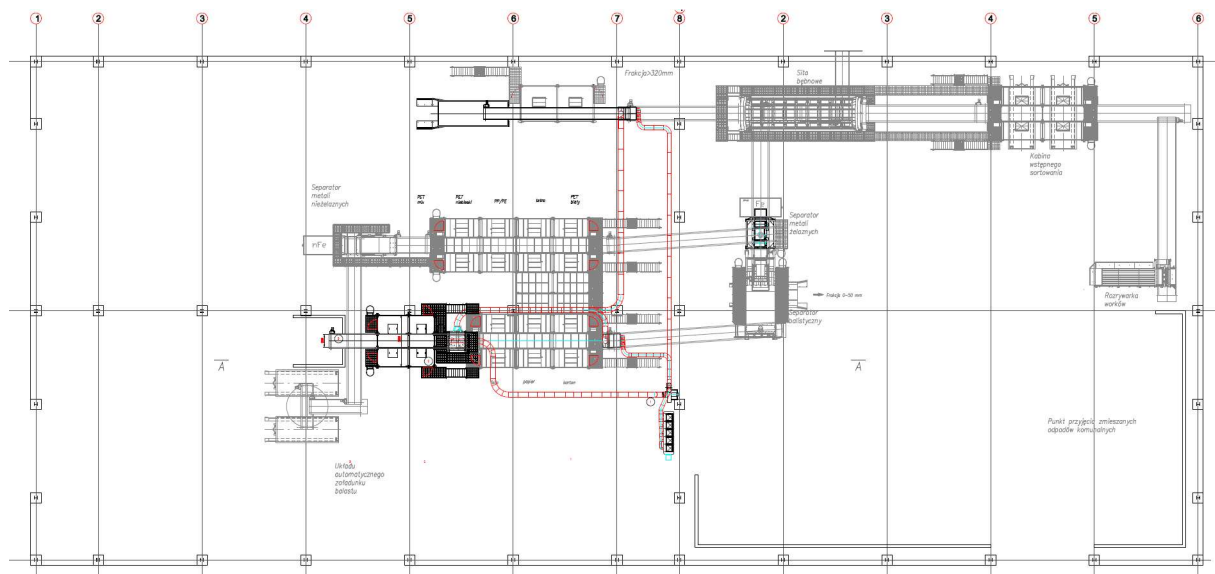 1 2 4 5 6 7 8 2 3 4 5 6
Frakcja>320mm
Sita
bębnowe
Kabina
wstępnego
sortowania
Separator
metali
nieżelaznych
PET
mix
PET
niebieski
PP/PE
PET
biały
Fe
Separator
metali
żelaznych
nFe
Frakcja 0-50 mm
Rozrywarka
worków
Separator
balistyczny
A
A
papier
karton
Punkt przyjęcia zmieszanych
odpadów komunalnych
Układu
automatycznego
załadunku
balastu